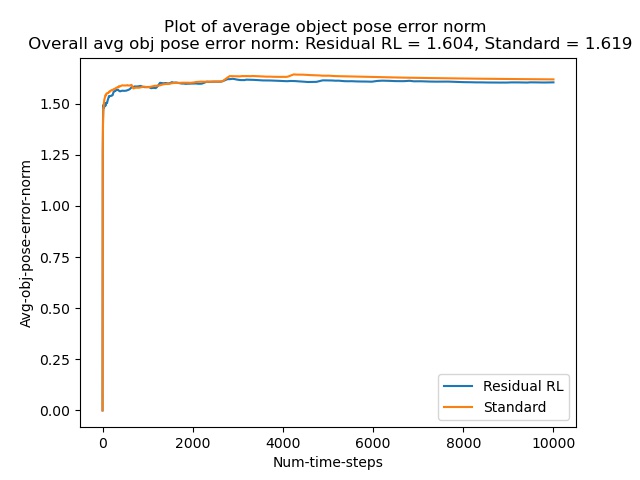 Plot of average object pose error norm
Overall avg obj pose error norm: Residual RL = 1.604, Standard = 1.619
Avg-obj-pose-error-norm
1.50
1.25
1.00
0.75
0.50
0.25
0.00
Residual RL
Standard
0 2000 4000 6000 8000 10000
Num-time-steps